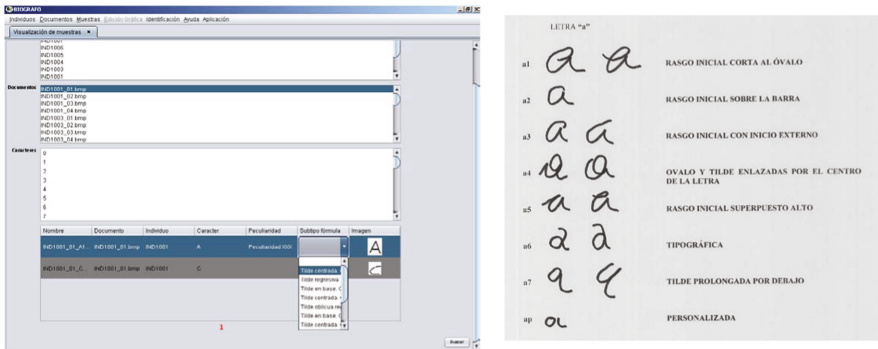 BIOGRAFO
Individuos Documentos Muestras Edición Gráfica Identificación Ayuda Aplicación
Visualización de muestras ×
IND1007
IND1006
IND1005
IND1004
IND1003
IND1001
Documentos
IND1001_01.bmp
IND1001_02.bmp
IND1001_03.bmp
IND1001_04.bmp
IND1003_01.bmp
IND1003_02.bmp
IND1003_03.bmp
IND1003_04.bmp
Caracteres
0
1
2
3
4
5
6
7
Nombre Documento Individuo Caracter Peculiaridad Subtipo fórmula Imagen
IND1001_01_A1... IND1001_01.bmp IND1001 A Peculiaridad XXX A
IND1001_01_C... IND1001_01.bmp IND1001 C C
Tilde centrada.
Tilde regresiva.
Tilde en base. C
Tilde centrada.
Tilde oblicua
Tilde en base. C
Tilde centrada.
1
Buscar
LETRA "a"
a1 a a RASGO INICIAL CORTA AL ÓVALO
a2 a RASGO INICIAL SOBRE LA BARRA
a3 a a RASGO INICIAL CON INICIO EXTERNO
a4 a a OVALO Y TILDE ENLAZADAS POR EL CENTRO
DE LA LETRA
a5 a a RASGO INICIAL SUPERPUESTO ALTO
a6 a a TIPOGRÁFICA
a7 a a TILDE PROLONGADA POR DEBAJO
ap a PERSONALIZADA